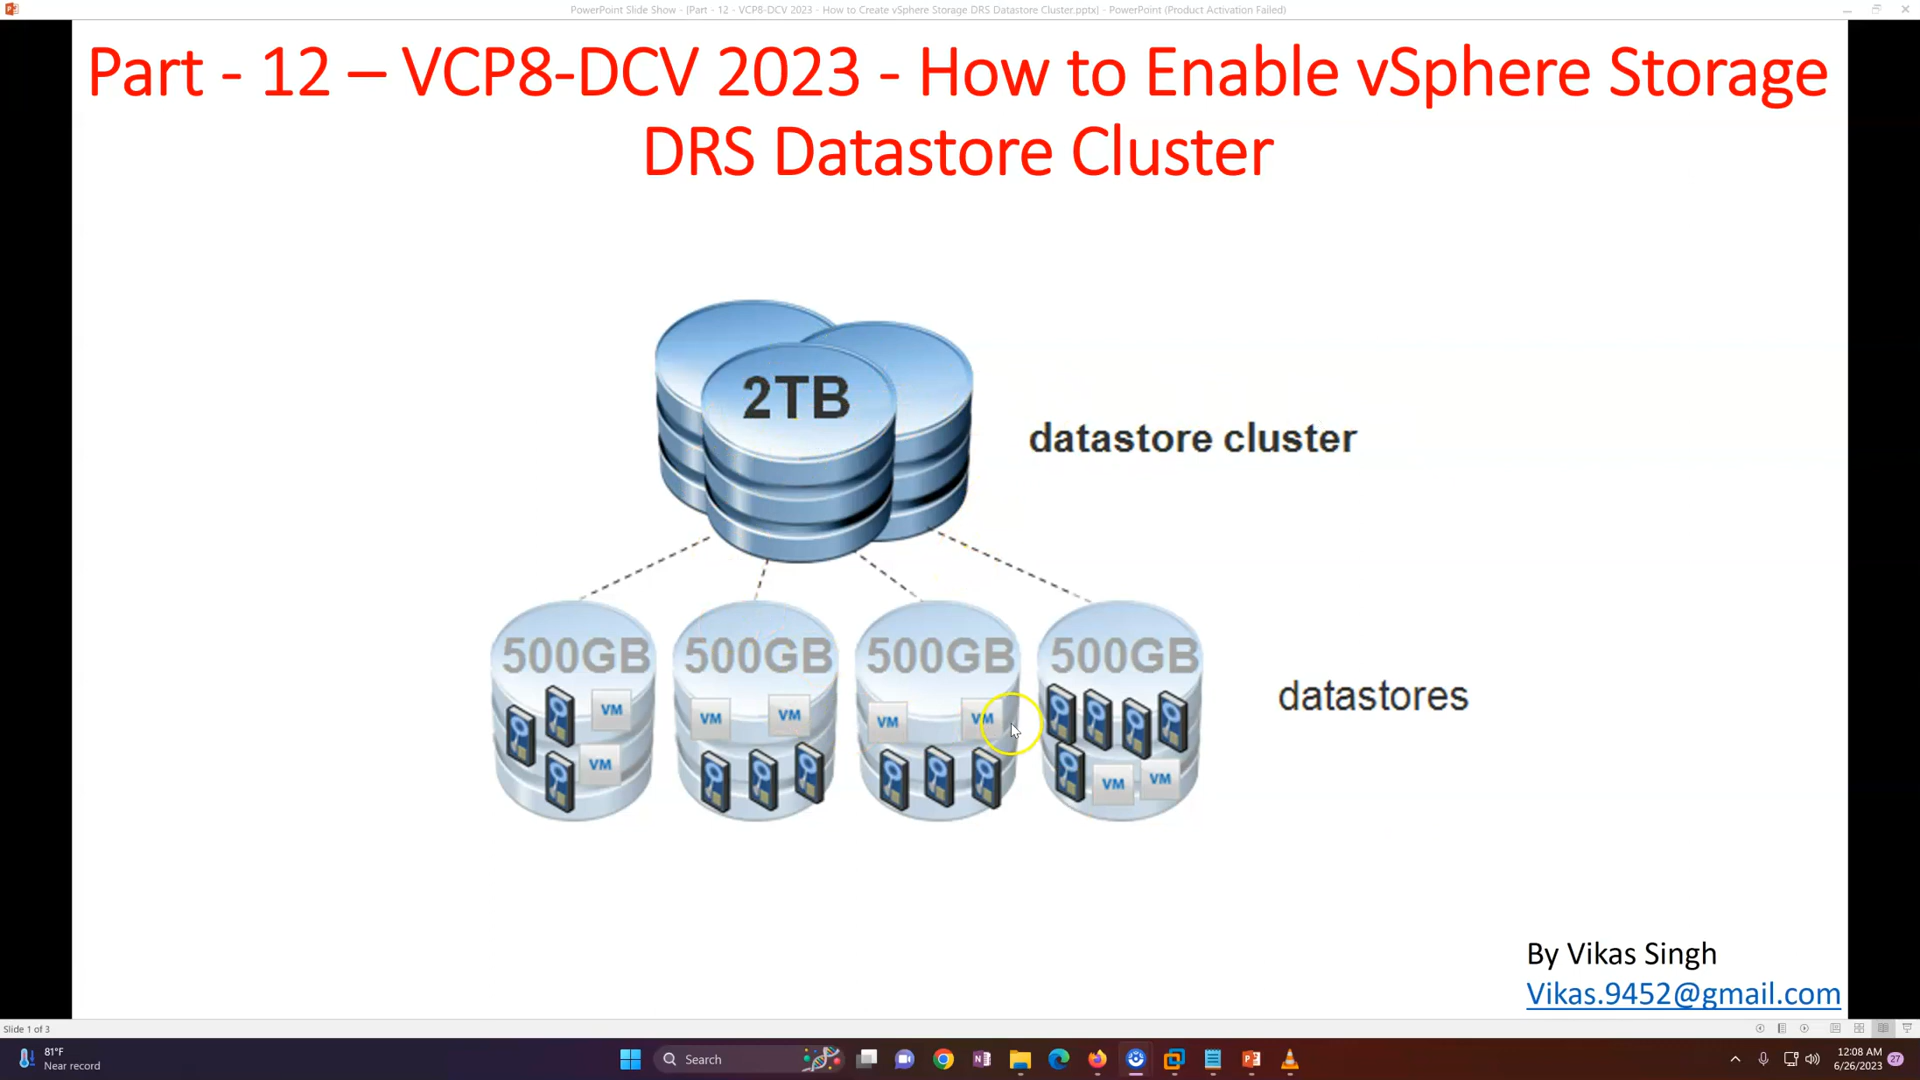 PowerPoint Slide Show - [Part - 12 - VCP8-DCV 2023 - How to Create vSphere Storage DRS Datastore Cluster.pptx] - PowerPoint (Product Activation Failed)
Part - 12 – VCP8-DCV 2023 - How to Enable vSphere Storage
DRS Datastore Cluster
2TB
datastore cluster
500GB 500GB 500GB 500GB
VM VM VM VM VM
datastores
VM VM VM
By Vikas Singh
Vikas.9452@gmail.com
Slide 1 of 3
81°F
Near record
Search
12:08 AM
6/26/2023
27